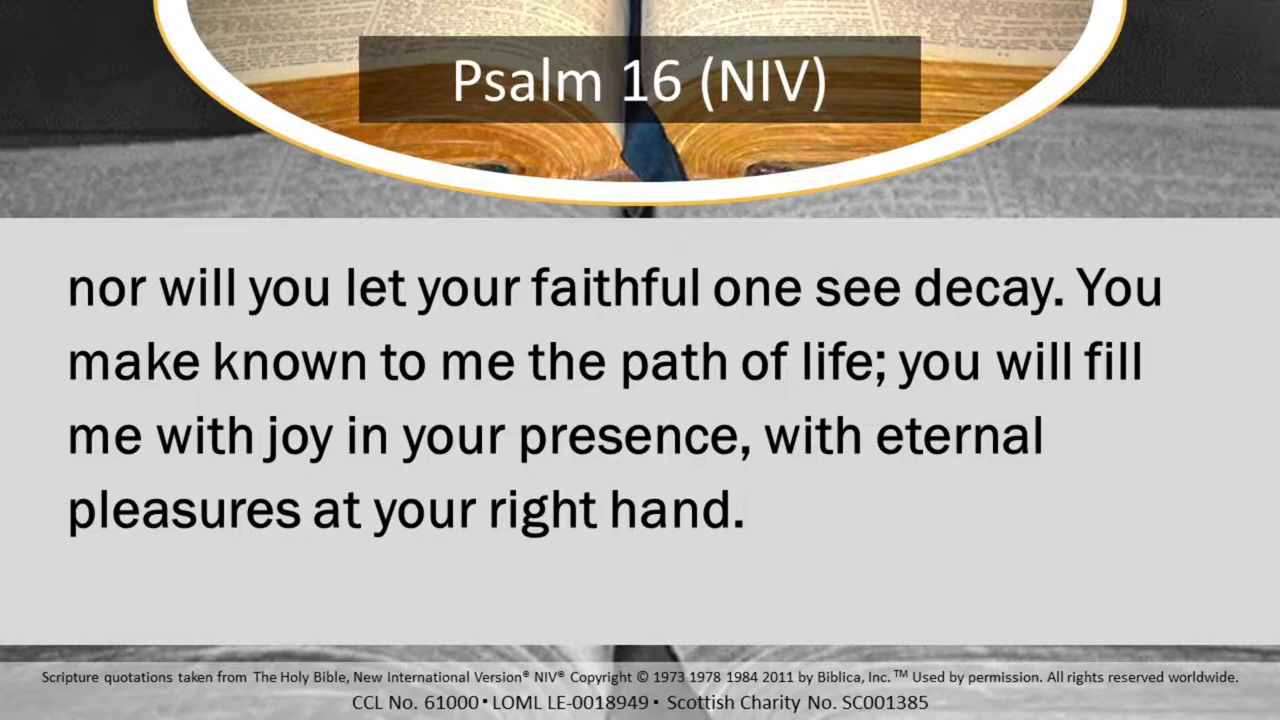 Psalm 16 (NIV)
nor will you let your faithful one see decay. You
make known to me the path of life; you will fill
me with joy in your presence, with eternal
pleasures at your right hand.
Scripture quotations taken from The Holy Bible, New International Version® NIV® Copyright © 1973 1978 1984 2011 by Biblica, Inc.™ Used by permission. All rights reserved worldwide.
CCL No. 61000 ▪ LOML LE-0018949 ▪ Scottish Charity No. SC001385